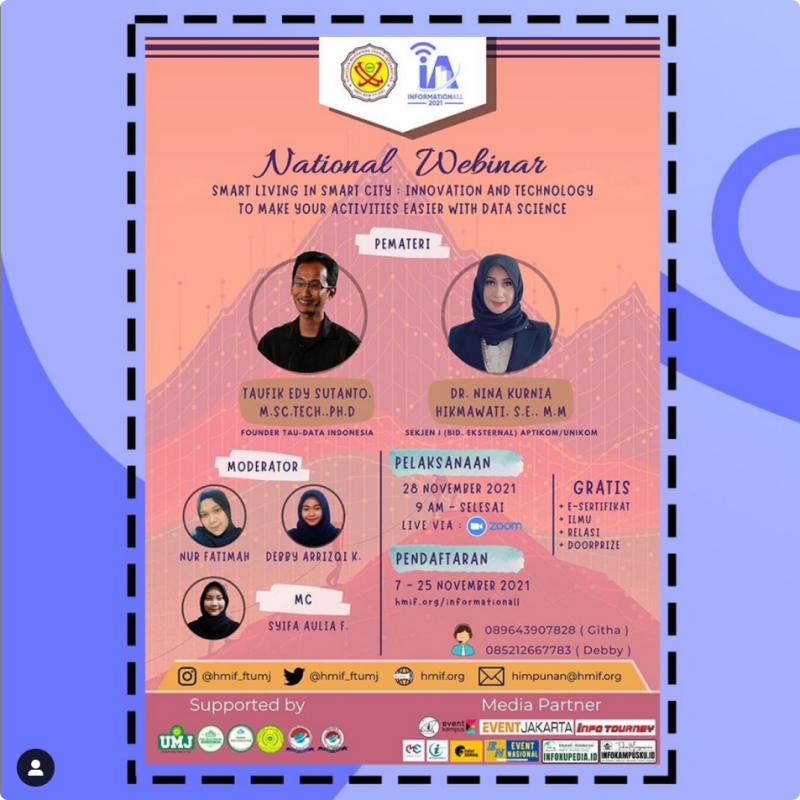 iA
INFORMATIONALL
2021
National Webinar
SMART LIVING IN SMART CITY : INNOVATION AND TECHNOLOGY
TO MAKE YOUR ACTIVITIES EASIER WITH DATA SCIENCE
PEMATERI
TAUFIK EDY SUTANTO.
M.SC.TECH.,PH.D
FOUNDER TAU-DATA INDONESIA
DR. NINA KURNIA
HIKMAWATI. S.E., M.M
SEKJEN I (BID. EKSTERNAL) APTIKOM/UNIKOM
MODERATOR
NUR FATIMAH
DEBBY ARRIZQI K.
MC
SYIFA AULIA F.
PELAKSANAAN
28 NOVEMBER 2021
9 AM - SELESAI
LIVE VIA : zoom
GRATIS
+ E-SERTIFIKAT
+ ILMU
+ RELASI
+ DOORPRIZE
PENDAFTARAN
7 - 25 NOVEMBER 2021
hmif.org/informationall
089643907828 ( Githa )
085212667783 ( Debby )
@hmif_ftumj
@hmif_ftumj
hmif.org
himpunan@hmif.org
Supported by
Media Partner
UMJ
event kampus
EVENTJAKARTA
INFO TOURNEY
EVENT NASIONAL
INFOKUPEDIA.ID
INFOKAMPUSKU.ID